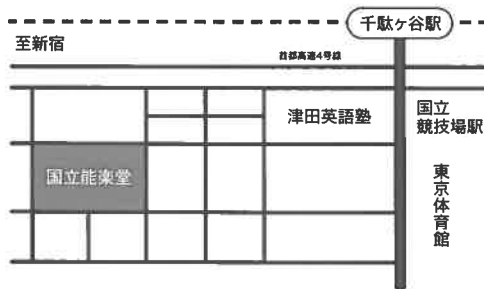 千駄ヶ谷駅
至新宿
首都高速4号線
津田英語塾
国立
競技場駅
国立能楽堂
東京体育館